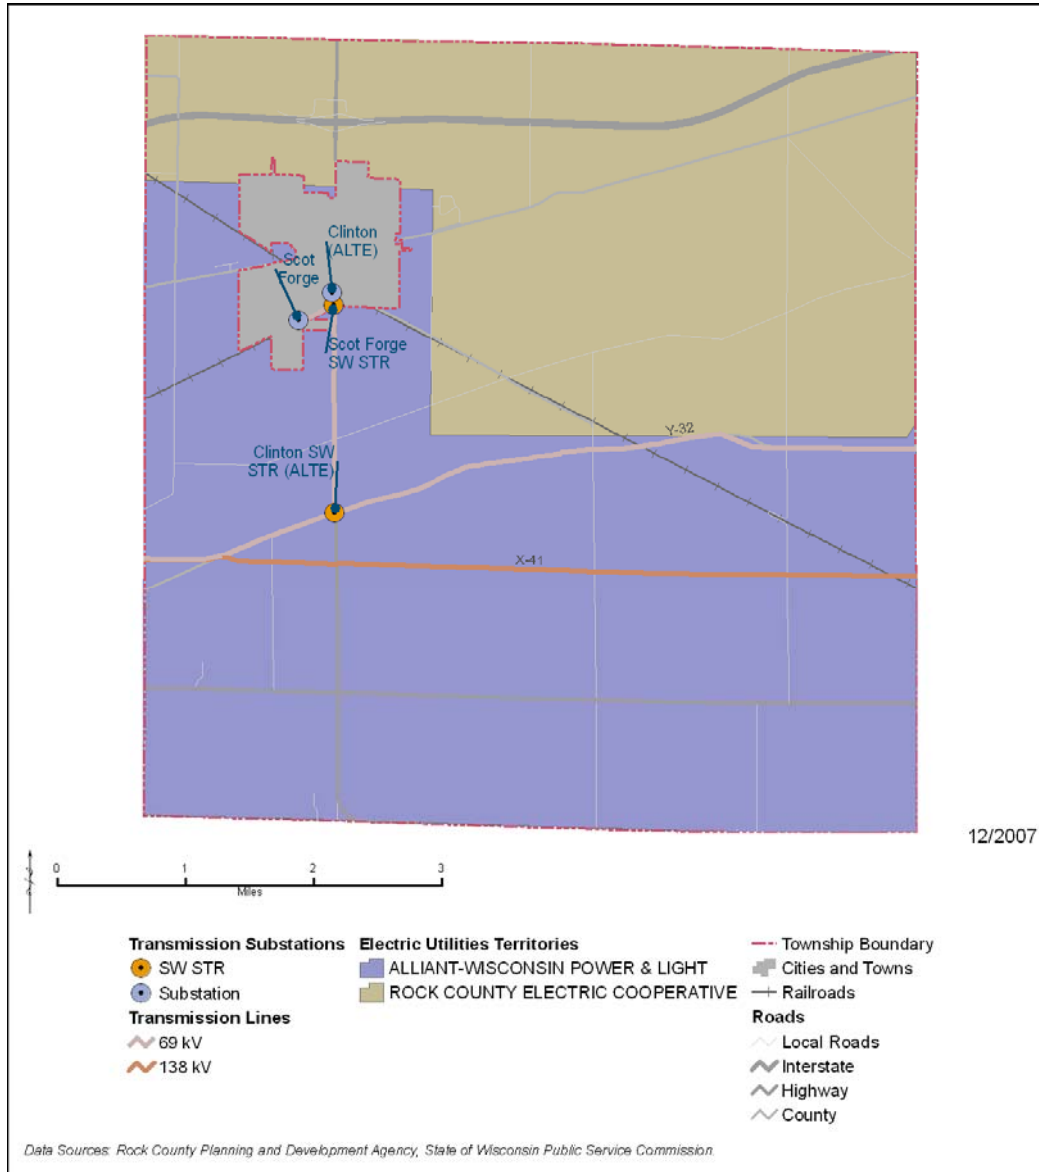 Clinton
(ALTE)
Scot
Forge
Scot Forge
SW STR
Clinton SW
STR (ALTE)
Y-32
X-41
12/2007
0 1 2 3
Miles
Transmission Substations
SW STR
Substation
Transmission Lines
69 kV
138 kV
Electric Utilities Territories
ALLIANT-WISCONSIN POWER & LIGHT
ROCK COUNTY ELECTRIC COOPERATIVE
Township Boundary
Cities and Towns
Railroads
Roads
Local Roads
Interstate
Highway
County
Data Sources: Rock County Planning and Development Agency, State of Wisconsin Public Service Commission.